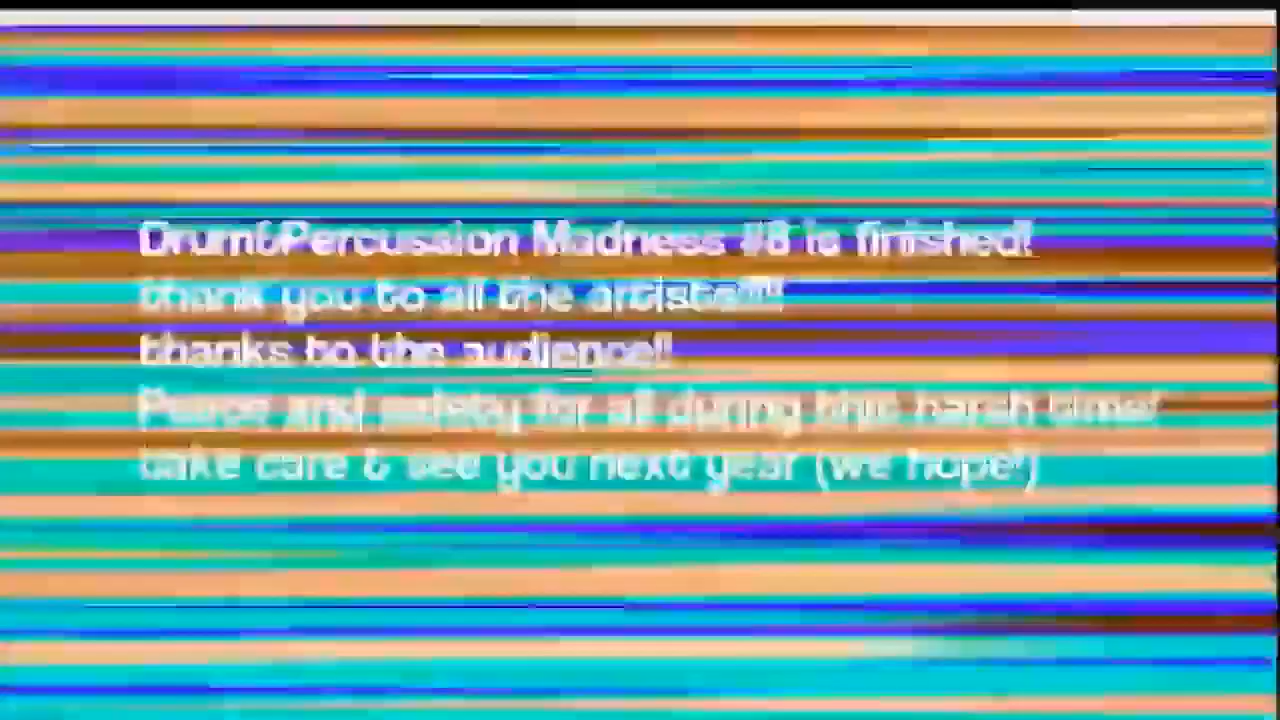 Drum&Percussion Madness #8 is finished!
thank you to all the artists!!!!
thanks to the audience!!
Peace and safety for all during this harsh time!
take care & see you next year (we hope!)